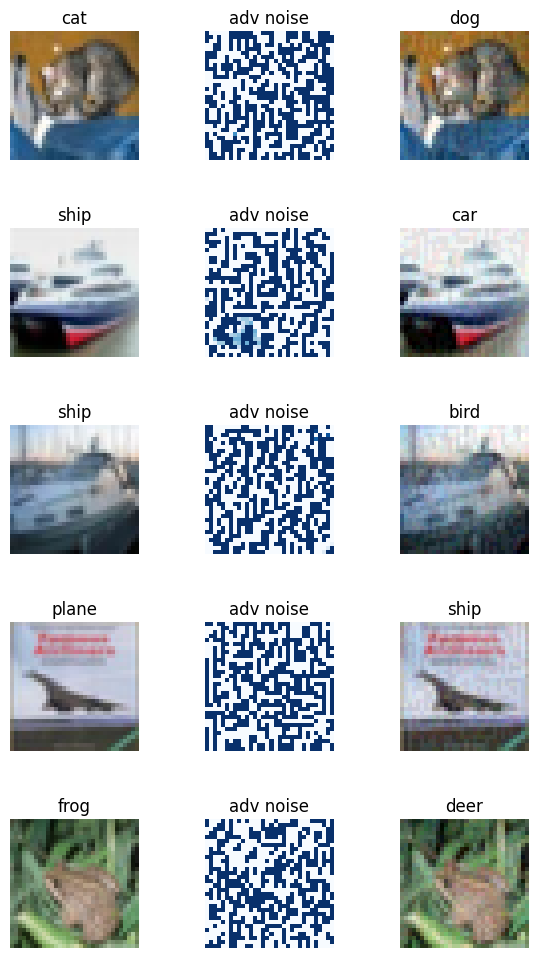 cat adv noise dog
ship adv noise car
ship adv noise bird
plane adv noise ship
frog adv noise deer